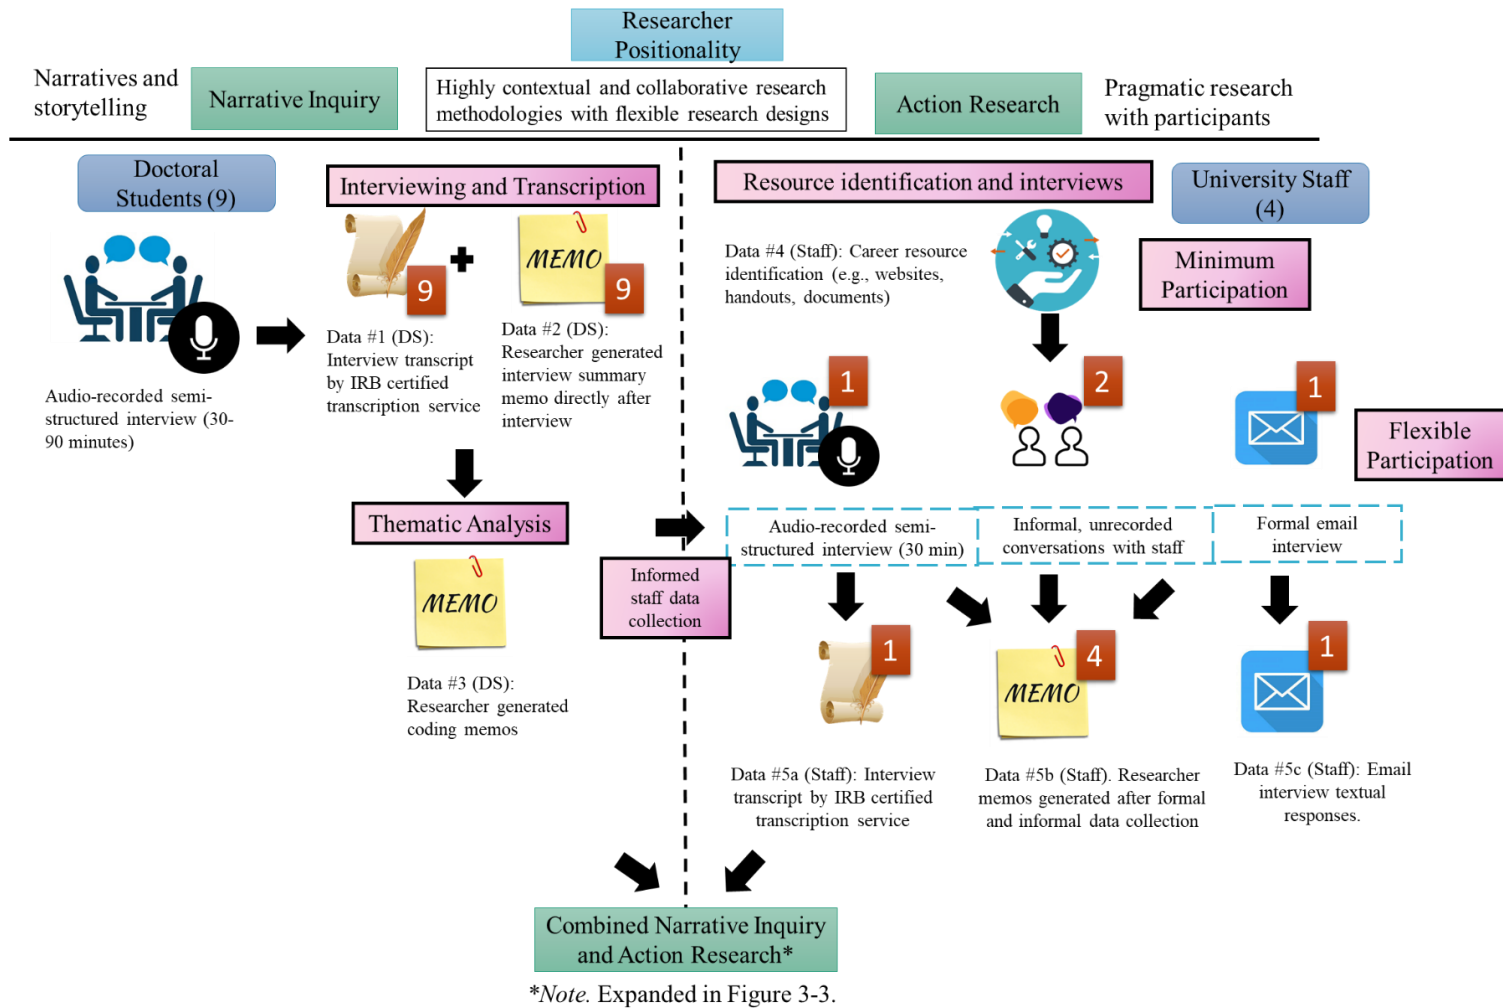 Researcher
Positionality
Narratives and
storytelling
Narrative Inquiry
Highly contextual and collaborative research
methodologies with flexible research designs
Action Research
Pragmatic research
with participants
Doctoral
Students (9)
Interviewing and Transcription
9
MEMO
9
Audio-recorded semi-
structured interview (30-
90 minutes)
Data #1 (DS):
Interview transcript
by IRB certified
transcription service
Data #2 (DS):
Researcher generated
interview summary
memo directly after
interview
Thematic Analysis
MEMO
Data #3 (DS):
Researcher generated
coding memos
Informed
staff data
collection
Resource identification and interviews
University Staff
(4)
Data #4 (Staff): Career resource
identification (e.g., websites,
handouts, documents)
Minimum
Participation
1
2
1
Flexible
Participation
Audio-recorded semi-
structured interview (30 min)
Informal, unrecorded
conversations with staff
Formal email
interview
1
MEMO
4
1
Data #5a (Staff): Interview
transcript by IRB certified
transcription service
Data #5b (Staff). Researcher
memos generated after formal
and informal data collection
Data #5c (Staff): Email
interview textual
responses.
Combined Narrative Inquiry
and Action Research*
*Note. Expanded in Figure 3-3.